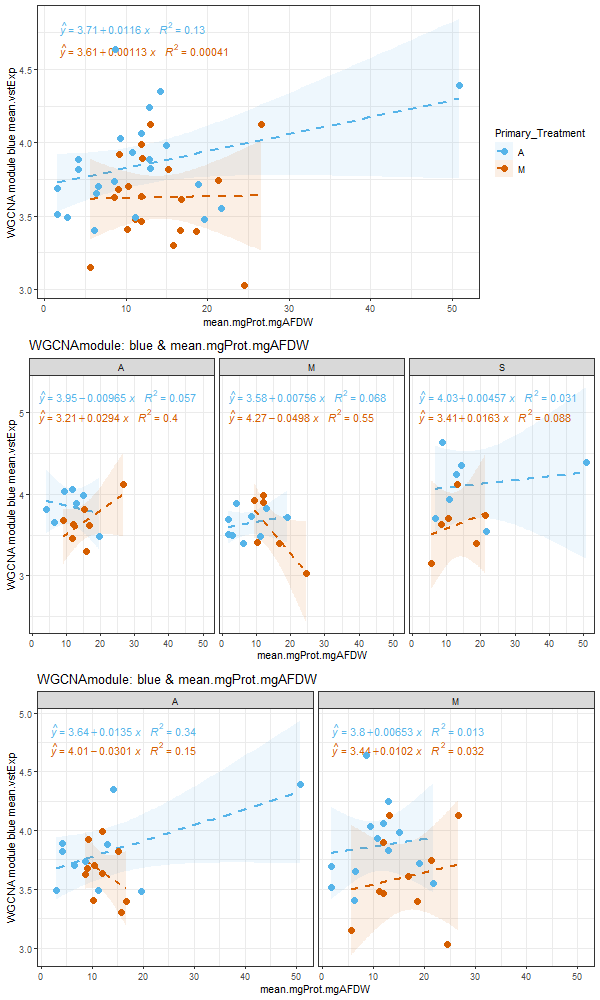 ŷ = 3.71 + 0.0116 x   R² = 0.13
ŷ = 3.61 + 0.00113 x   R² = 0.00041
WGCNA module blue mean.vstExp
4.5
4.0
3.5
3.0
0 10 20 30 40 50
mean.mgProt.mgAFDW
Primary_Treatment
A
M
WGCNAmodule: blue & mean.mgProt.mgAFDW
A M S
ŷ = 3.95 − 0.00965 x   R² = 0.057
ŷ = 3.21 + 0.0294 x   R² = 0.4
ŷ = 3.58 + 0.00756 x   R² = 0.068
ŷ = 4.27 − 0.0498 x   R² = 0.55
ŷ = 4.03 + 0.00457 x   R² = 0.031
ŷ = 3.41 + 0.0163 x   R² = 0.088
WGCNA module blue mean.vstExp
5
4
3
0 10 20 30 40 50 0 10 20 30 40 50 0 10 20 30 40 50
mean.mgProt.mgAFDW
WGCNAmodule: blue & mean.mgProt.mgAFDW
A M
ŷ = 3.64 + 0.0135 x   R² = 0.34
ŷ = 4.01 − 0.0301 x   R² = 0.15
ŷ = 3.8 + 0.00653 x   R² = 0.013
ŷ = 3.44 + 0.0102 x   R² = 0.032
WGCNA module blue mean.vstExp
5.0
4.5
4.0
3.5
3.0
0 10 20 30 40 50 0 10 20 30 40 50
mean.mgProt.mgAFDW